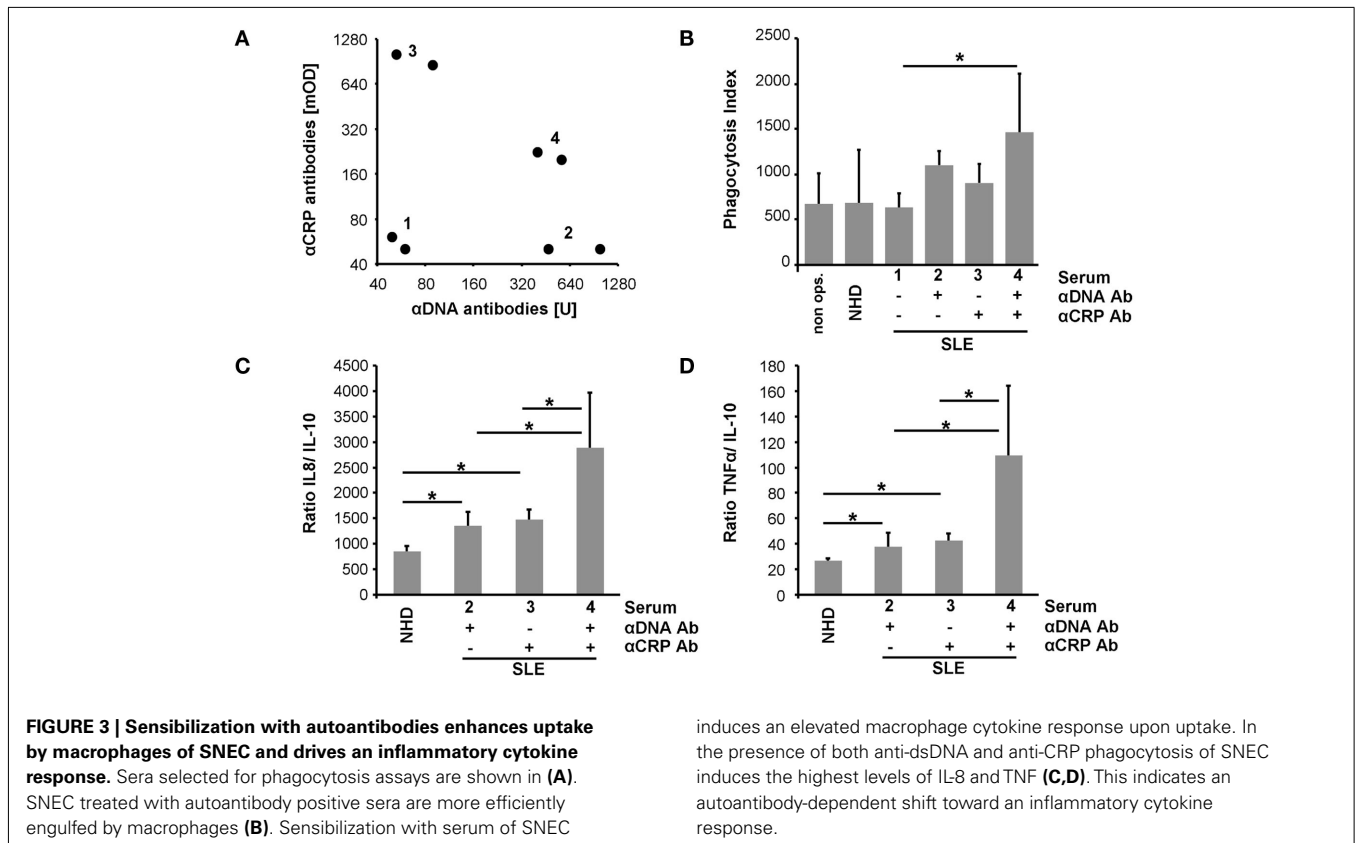 A
1280
640
320
160
80
40
αCRP antibodies [mOD]
3
4
1
2
40 80 160 320 640 1280
αDNA antibodies [U]
B
2500
2000
1500
1000
500
0
Phagocytosis Index
*
non ops.
NHD
1 2 3 4 Serum
- + - + αDNA Ab
- - + + αCRP Ab
SLE
C
4500
4000
3500
3000
2500
2000
1500
1000
500
0
Ratio IL8/ IL-10
*
*
*
*
NHD
2 3 4 Serum
+ - + αDNA Ab
- + + αCRP Ab
SLE
D
180
160
140
120
100
80
60
40
20
0
Ratio TNFα/ IL-10
*
*
*
*
NHD
2 3 4 Serum
+ - + αDNA Ab
- + + αCRP Ab
SLE
FIGURE 3 | Sensibilization with autoantibodies enhances uptake
by macrophages of SNEC and drives an inflammatory cytokine
response. Sera selected for phagocytosis assays are shown in (A).
SNEC treated with autoantibody positive sera are more efficiently
engulfed by macrophages (B). Sensibilization with serum of SNEC
induces an elevated macrophage cytokine response upon uptake. In
the presence of both anti-dsDNA and anti-CRP phagocytosis of SNEC
induces the highest levels of IL-8 and TNF (C,D). This indicates an
autoantibody-dependent shift toward an inflammatory cytokine
response.